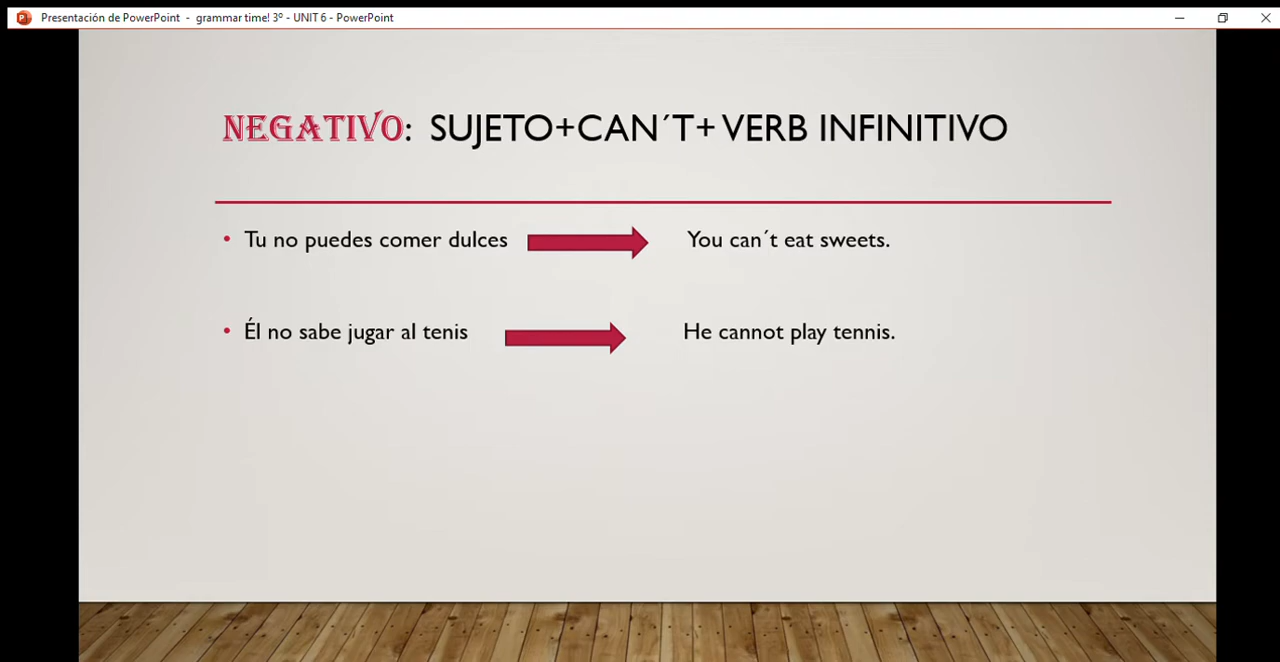 Presentación de PowerPoint - grammar time! 3º - UNIT 6 - PowerPoint
NEGATIVO: SUJETO+CAN´T+ VERB INFINITIVO
• Tu no puedes comer dulces You can´t eat sweets.
• Él no sabe jugar al tenis He cannot play tennis.